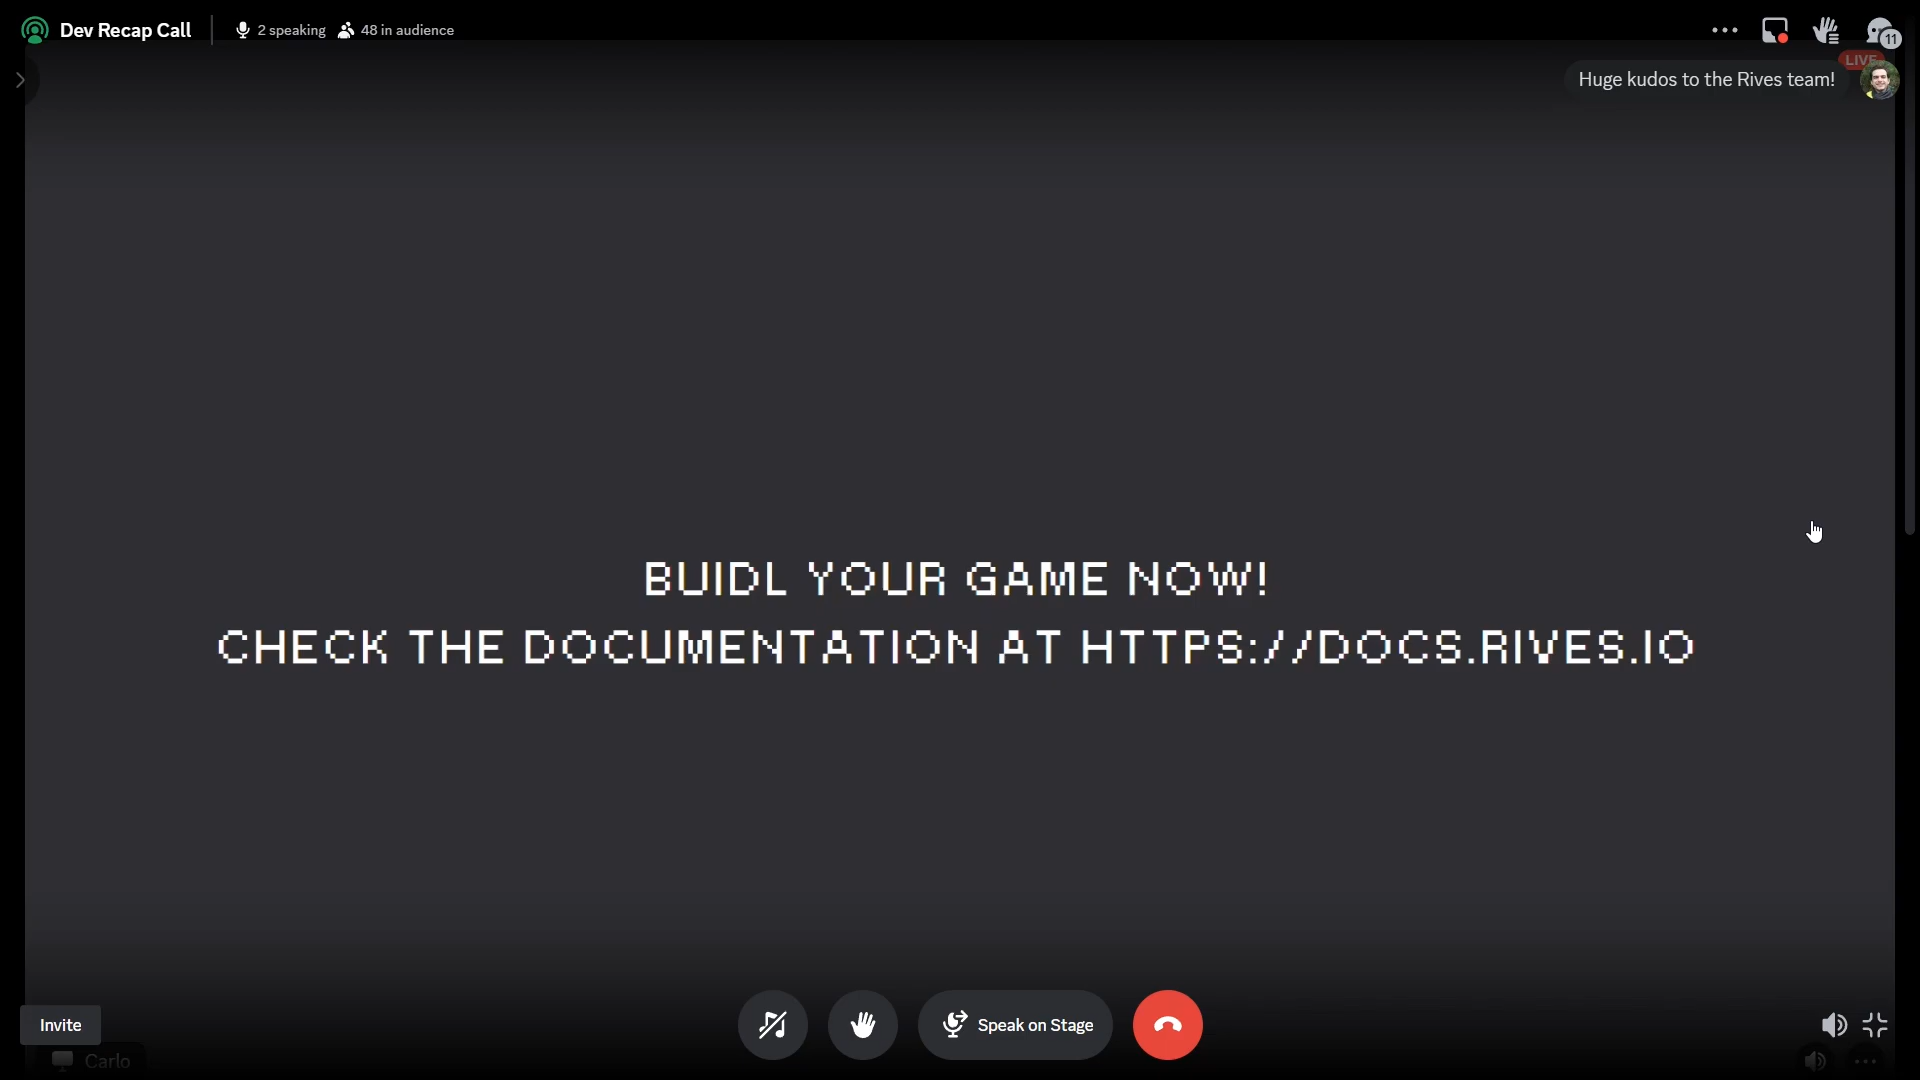 Dev Recap Call
2 speaking
48 in audience
11
LIVE
Huge kudos to the Rives team!
BUIDL YOUR GAME NOW!
CHECK THE DOCUMENTATION AT HTTPS://DOCS.RIVES.IO
Invite
Speak on Stage
Carlo